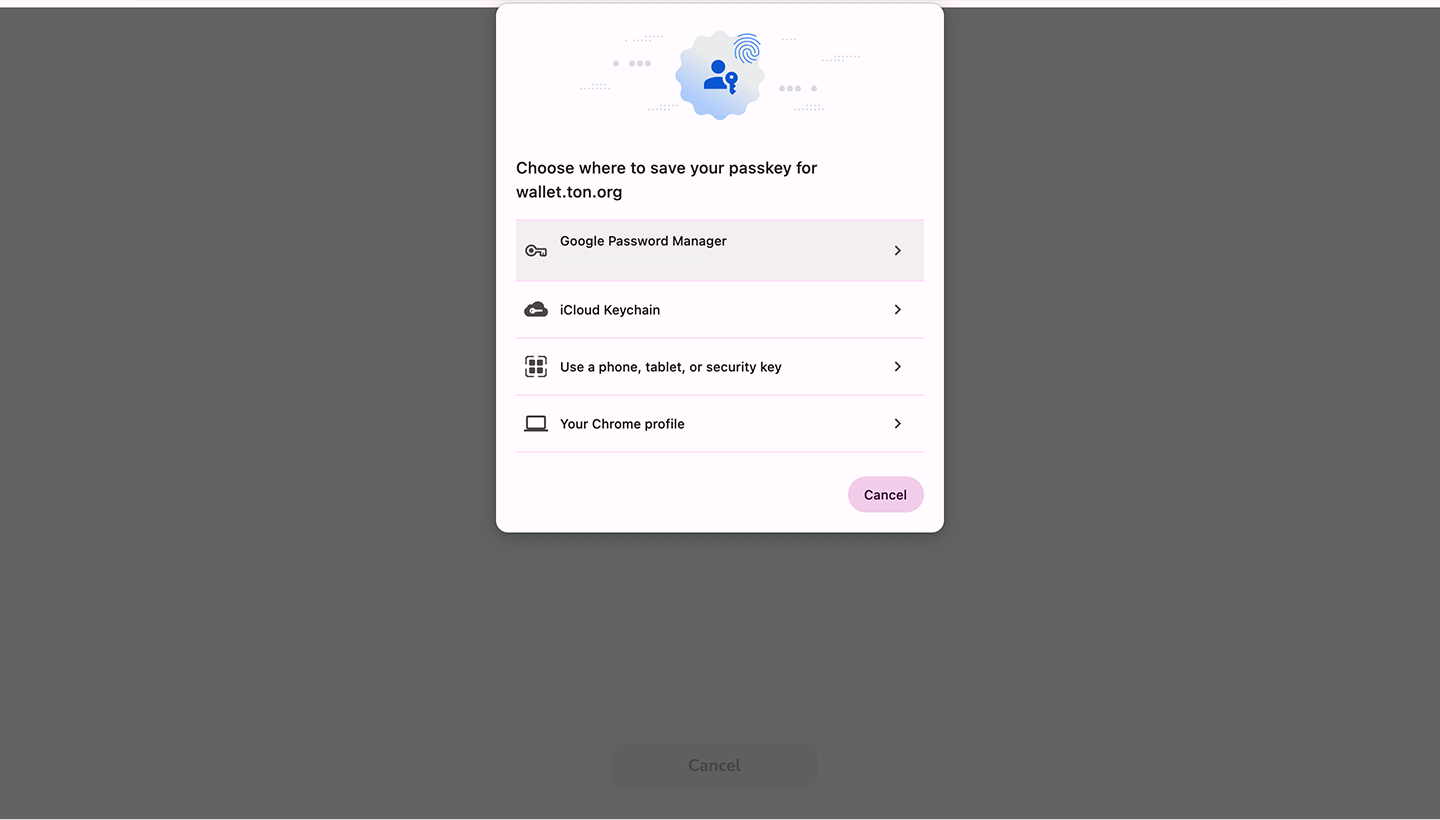 Choose where to save your passkey for
wallet.ton.org
Google Password Manager
iCloud Keychain
Use a phone, tablet, or security key
Your Chrome profile
Cancel
Cancel